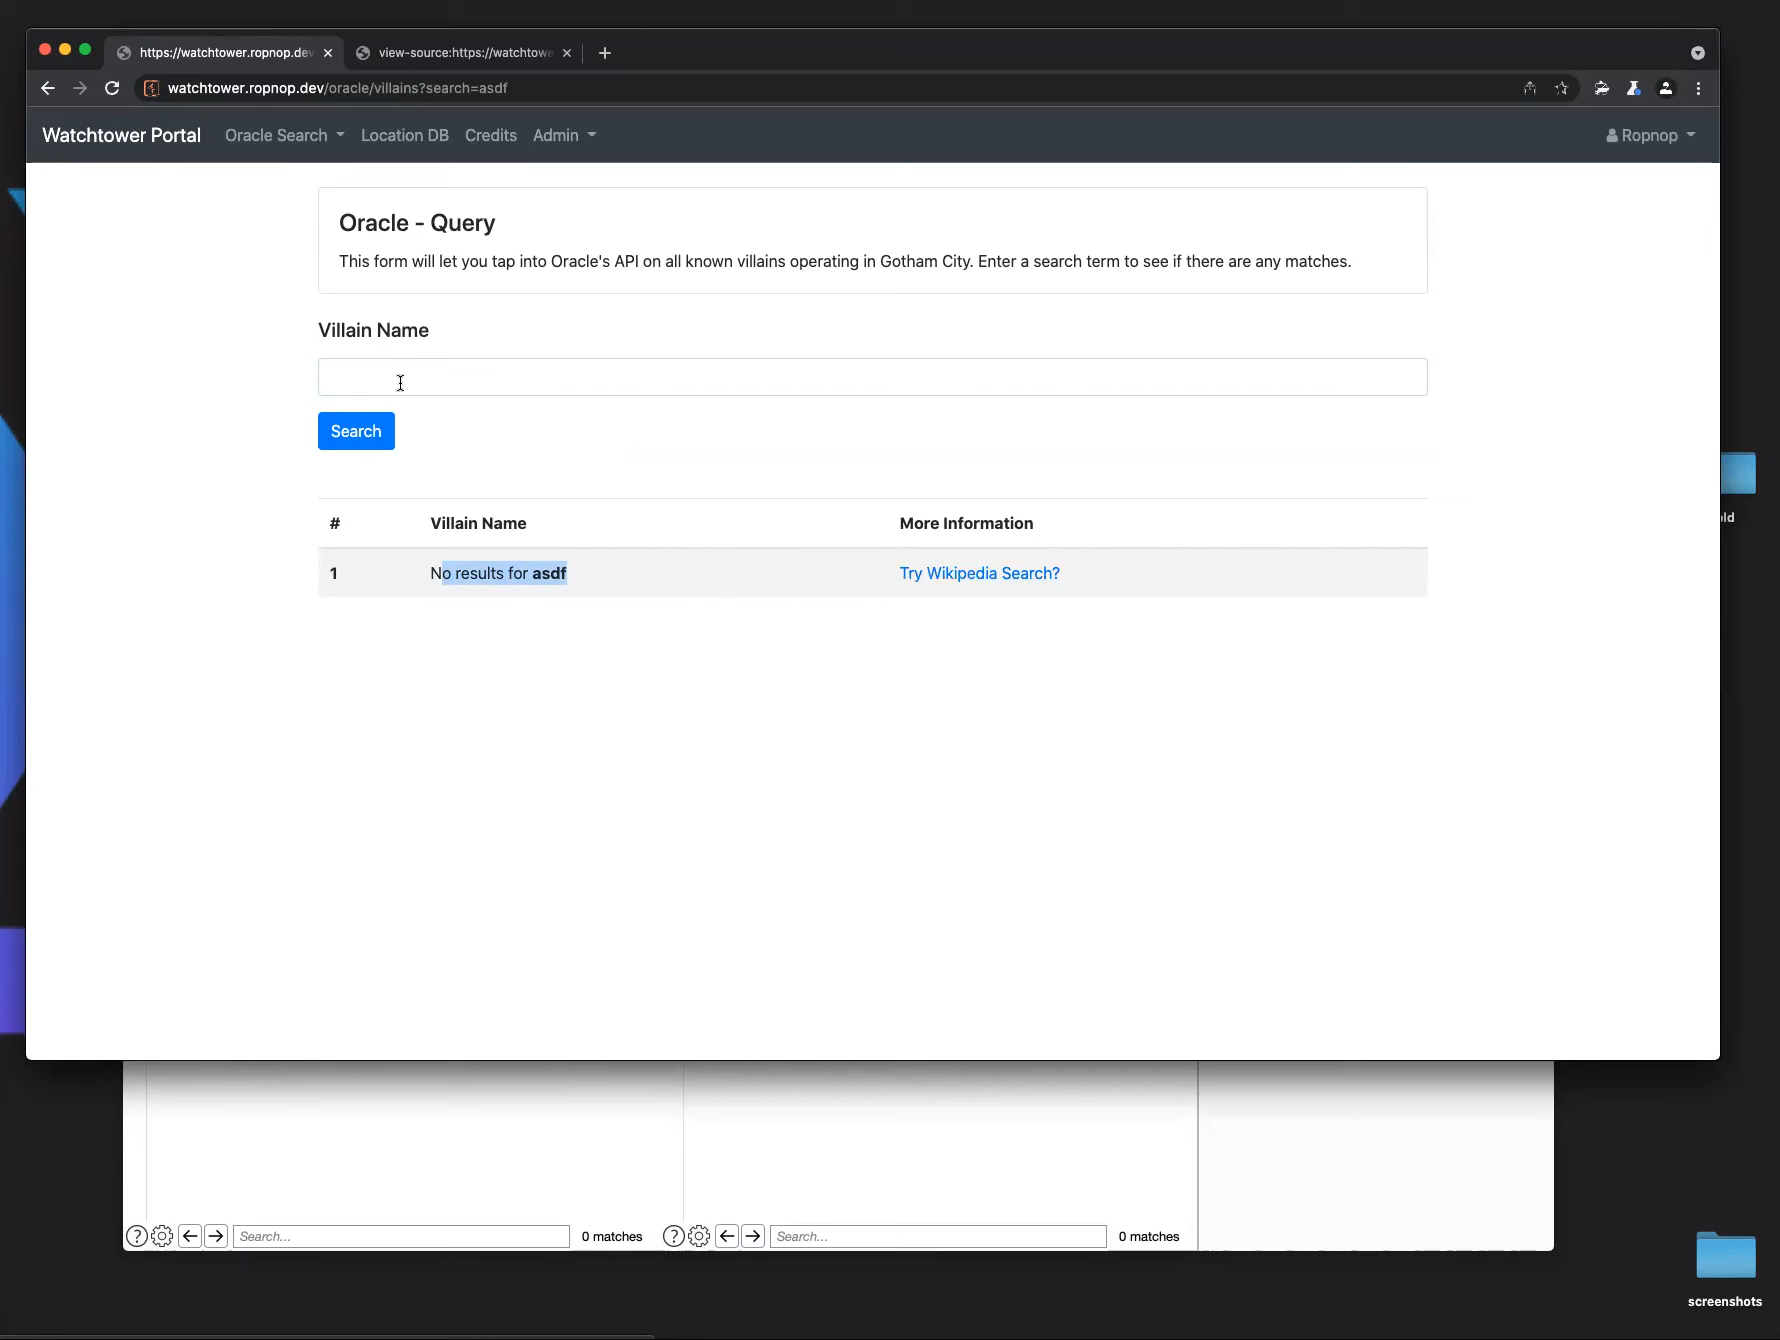 https://watchtower.ropnop.dev
view-source:https://watchtowe
watchtower.ropnop.dev/oracle/villains?search=asdf
Watchtower Portal Oracle Search Location DB Credits Admin Ropnop
Oracle - Query
This form will let you tap into Oracle's API on all known villains operating in Gotham City. Enter a search term to see if there are any matches.
Villain Name
Search
# Villain Name More Information
1 No results for asdf Try Wikipedia Search?
ld
Search... 0 matches Search... 0 matches
screenshots